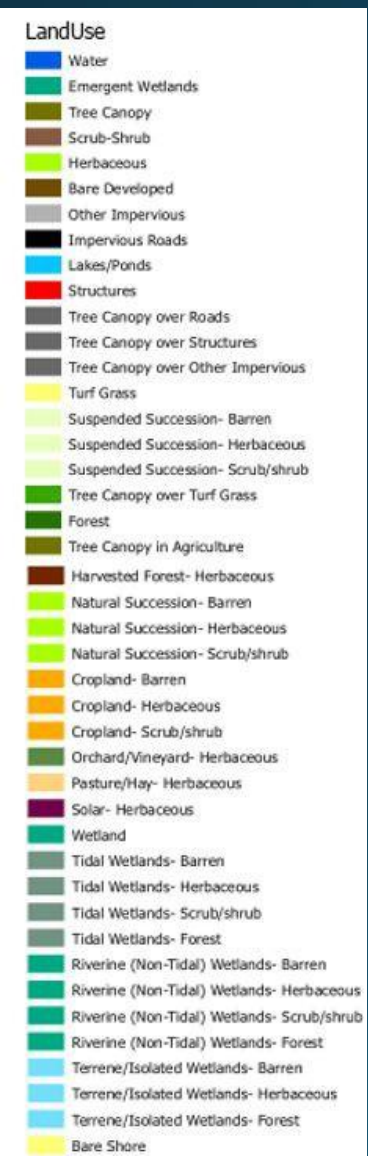 LandUse
Water
Emergent Wetlands
Tree Canopy
Scrub-Shrub
Herbaceous
Bare Developed
Other Impervious
Impervious Roads
Lakes/Ponds
Structures
Tree Canopy over Roads
Tree Canopy over Structures
Tree Canopy over Other Impervious
Turf Grass
Suspended Succession- Barren
Suspended Succession- Herbaceous
Suspended Succession- Scrub/shrub
Tree Canopy over Turf Grass
Forest
Tree Canopy in Agriculture
Harvested Forest- Herbaceous
Natural Succession- Barren
Natural Succession- Herbaceous
Natural Succession- Scrub/shrub
Cropland- Barren
Cropland- Herbaceous
Cropland- Scrub/shrub
Orchard/Vineyard- Herbaceous
Pasture/Hay- Herbaceous
Solar- Herbaceous
Wetland
Tidal Wetlands- Barren
Tidal Wetlands- Herbaceous
Tidal Wetlands- Scrub/shrub
Tidal Wetlands- Forest
Riverine (Non-Tidal) Wetlands- Barren
Riverine (Non-Tidal) Wetlands- Herbaceous
Riverine (Non-Tidal) Wetlands- Scrub/shrub
Riverine (Non-Tidal) Wetlands- Forest
Terrene/Isolated Wetlands- Barren
Terrene/Isolated Wetlands- Herbaceous
Terrene/Isolated Wetlands- Forest
Bare Shore